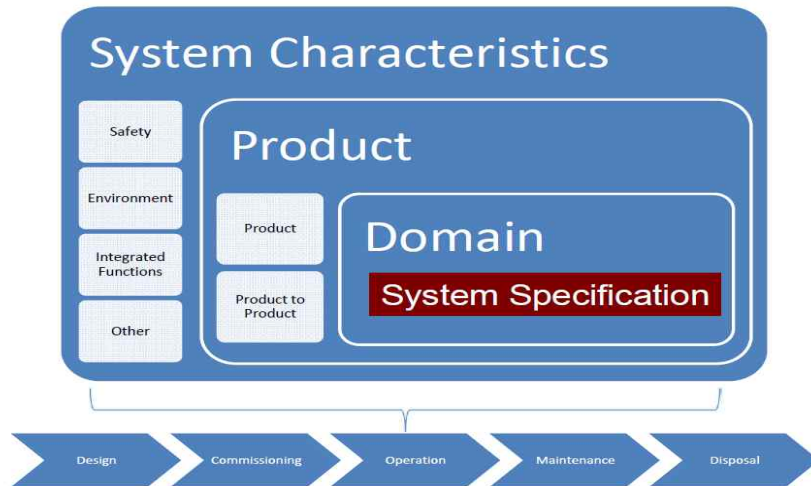 System Characteristics
Safety
Environment
Integrated
Functions
Other
Product
Product
Product to
Product
Domain
System Specification
Design
Commissioning
Operation
Maintenance
Disposal